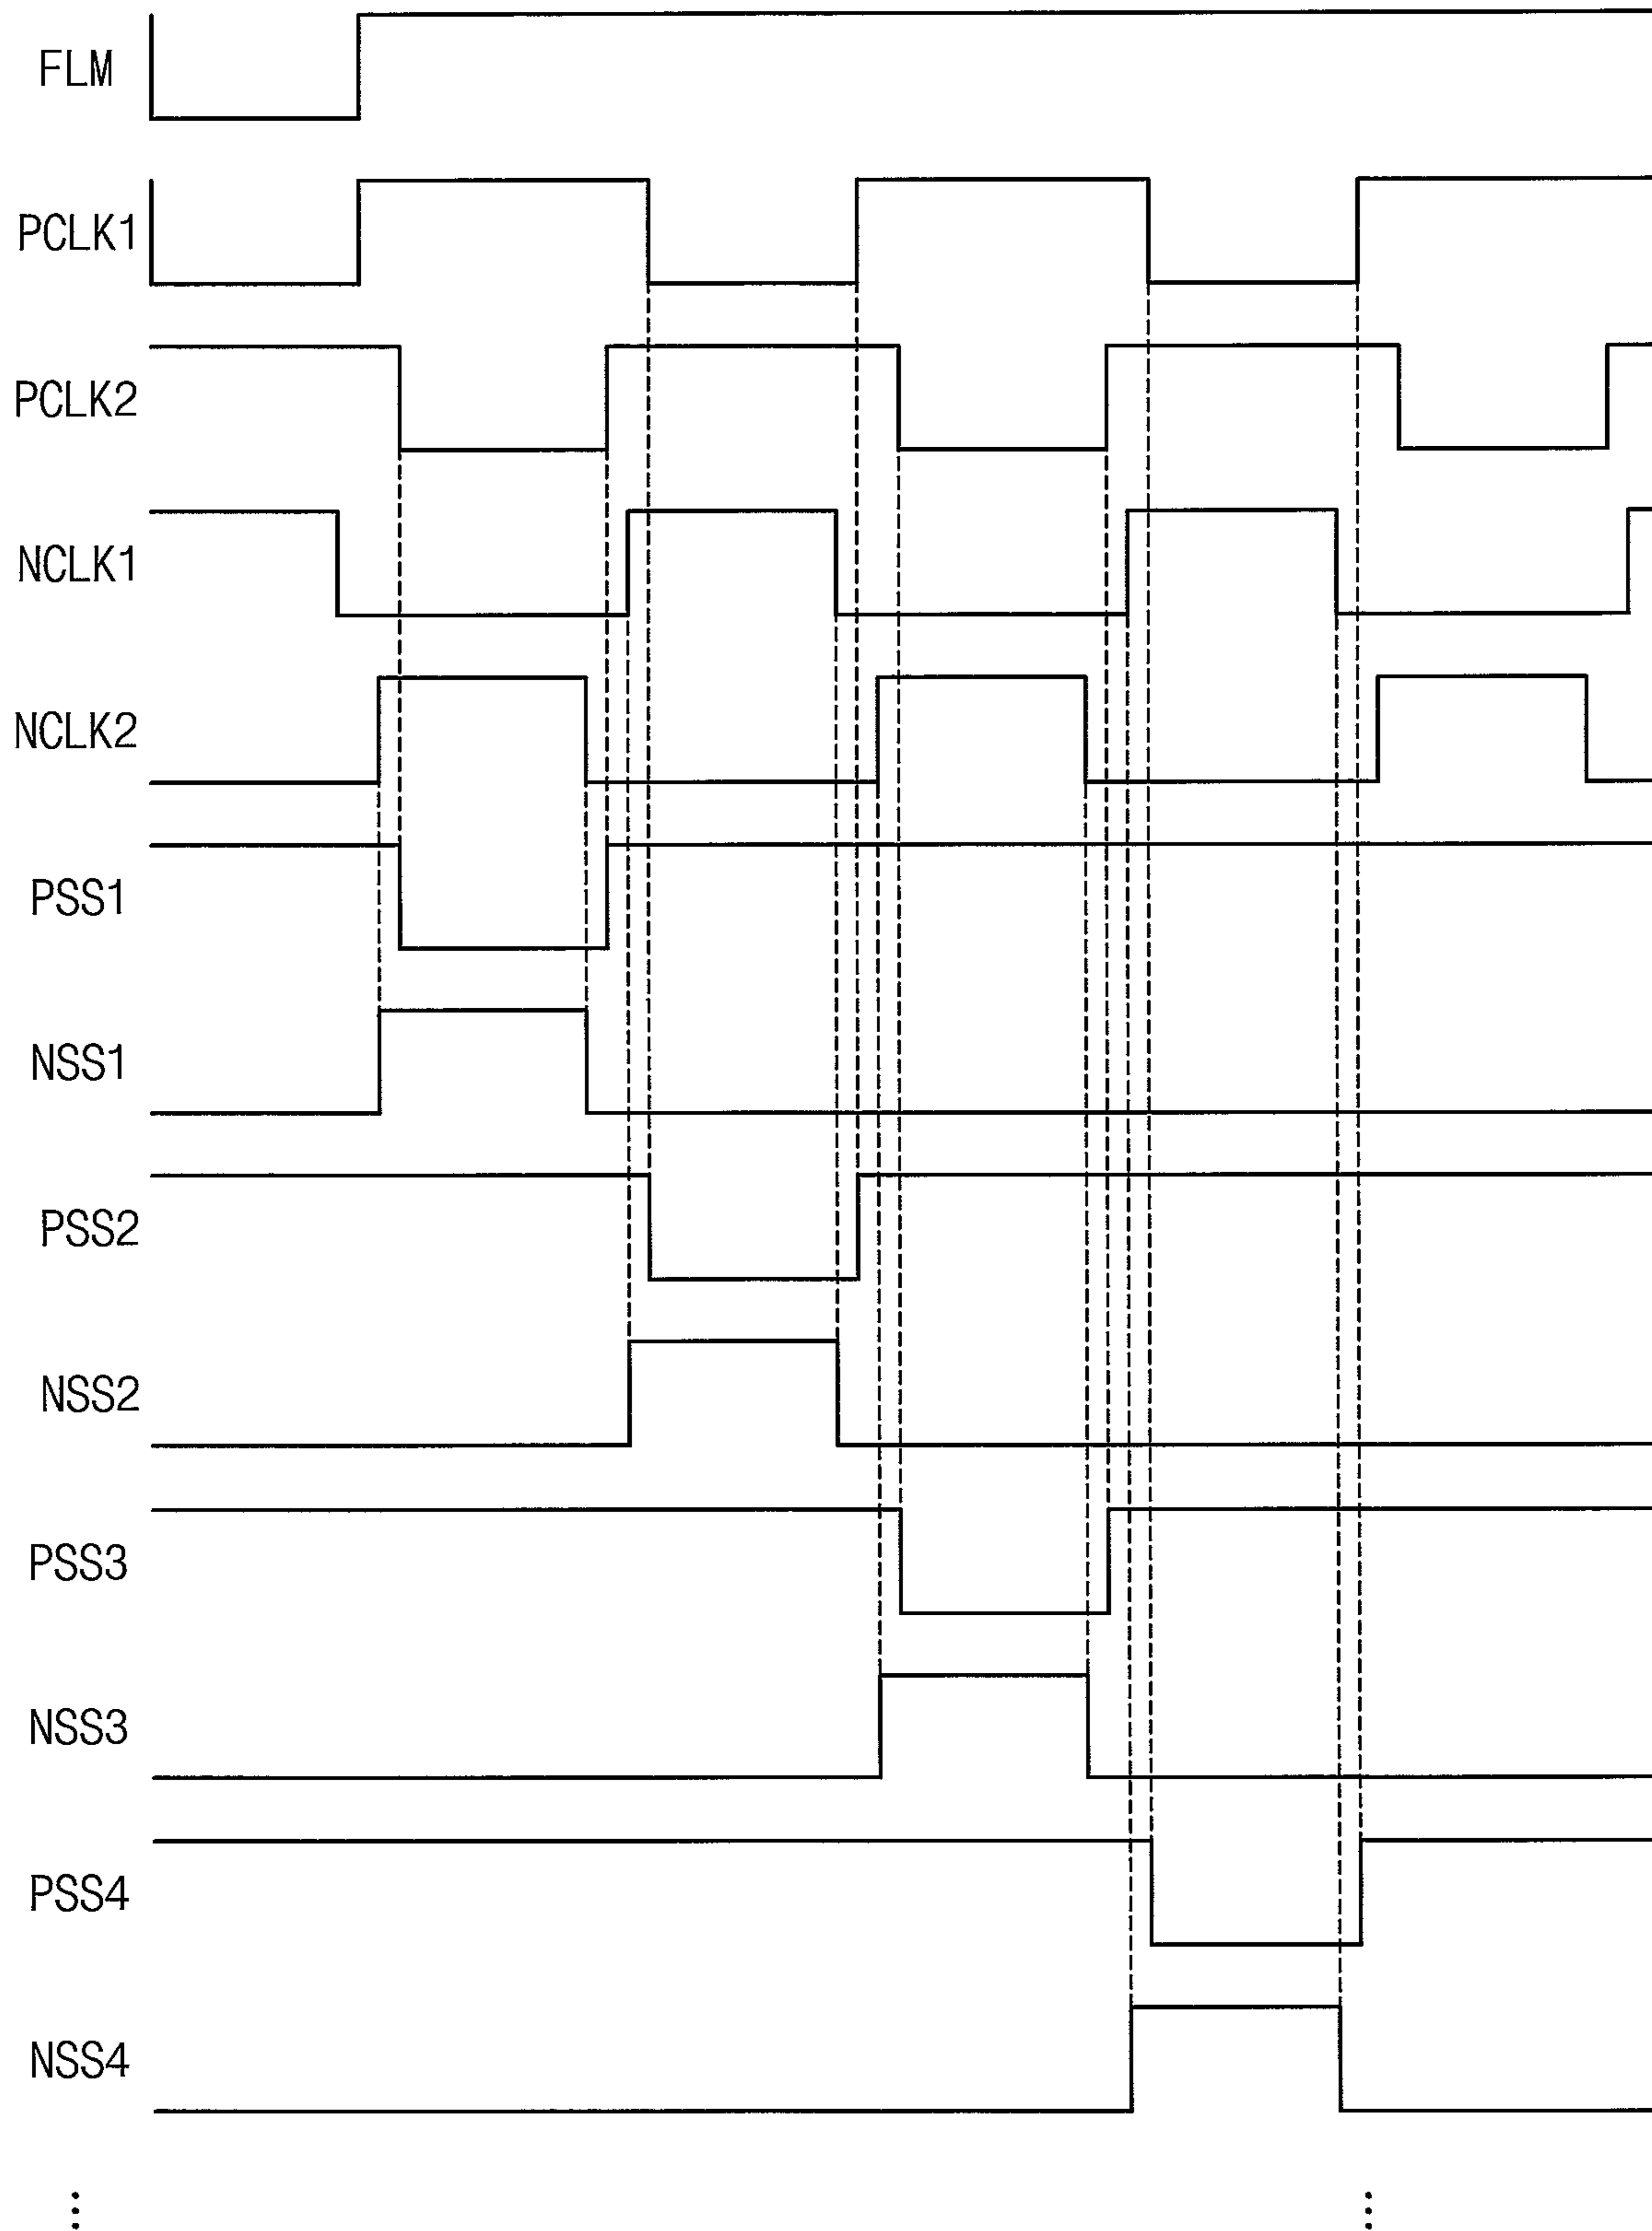 FLM
PCLK1
PCLK2
NCLK1
NCLK2
PSS1
NSS1
PSS2
NSS2
PSS3
NSS3
PSS4
NSS4